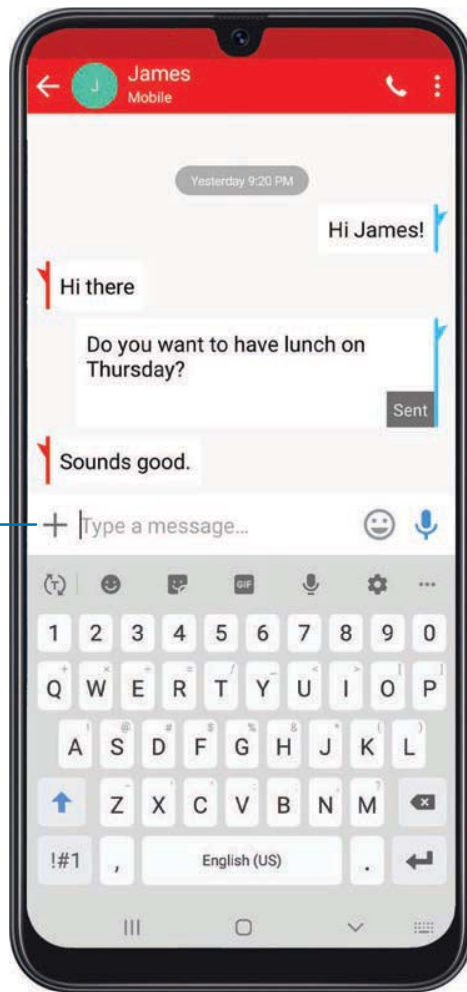 J
James
Mobile
Yesterday 9:20 PM
Hi James!
Hi there
Do you want to have lunch on
Thursday?
Sent
Sounds good.
Type a message...
T GIF
1 2 3 4 5 6 7 8 9 0
Q W E R T Y U I O P
A S D F G H J K L
Z X C V B N M
!#1 , English (US) .